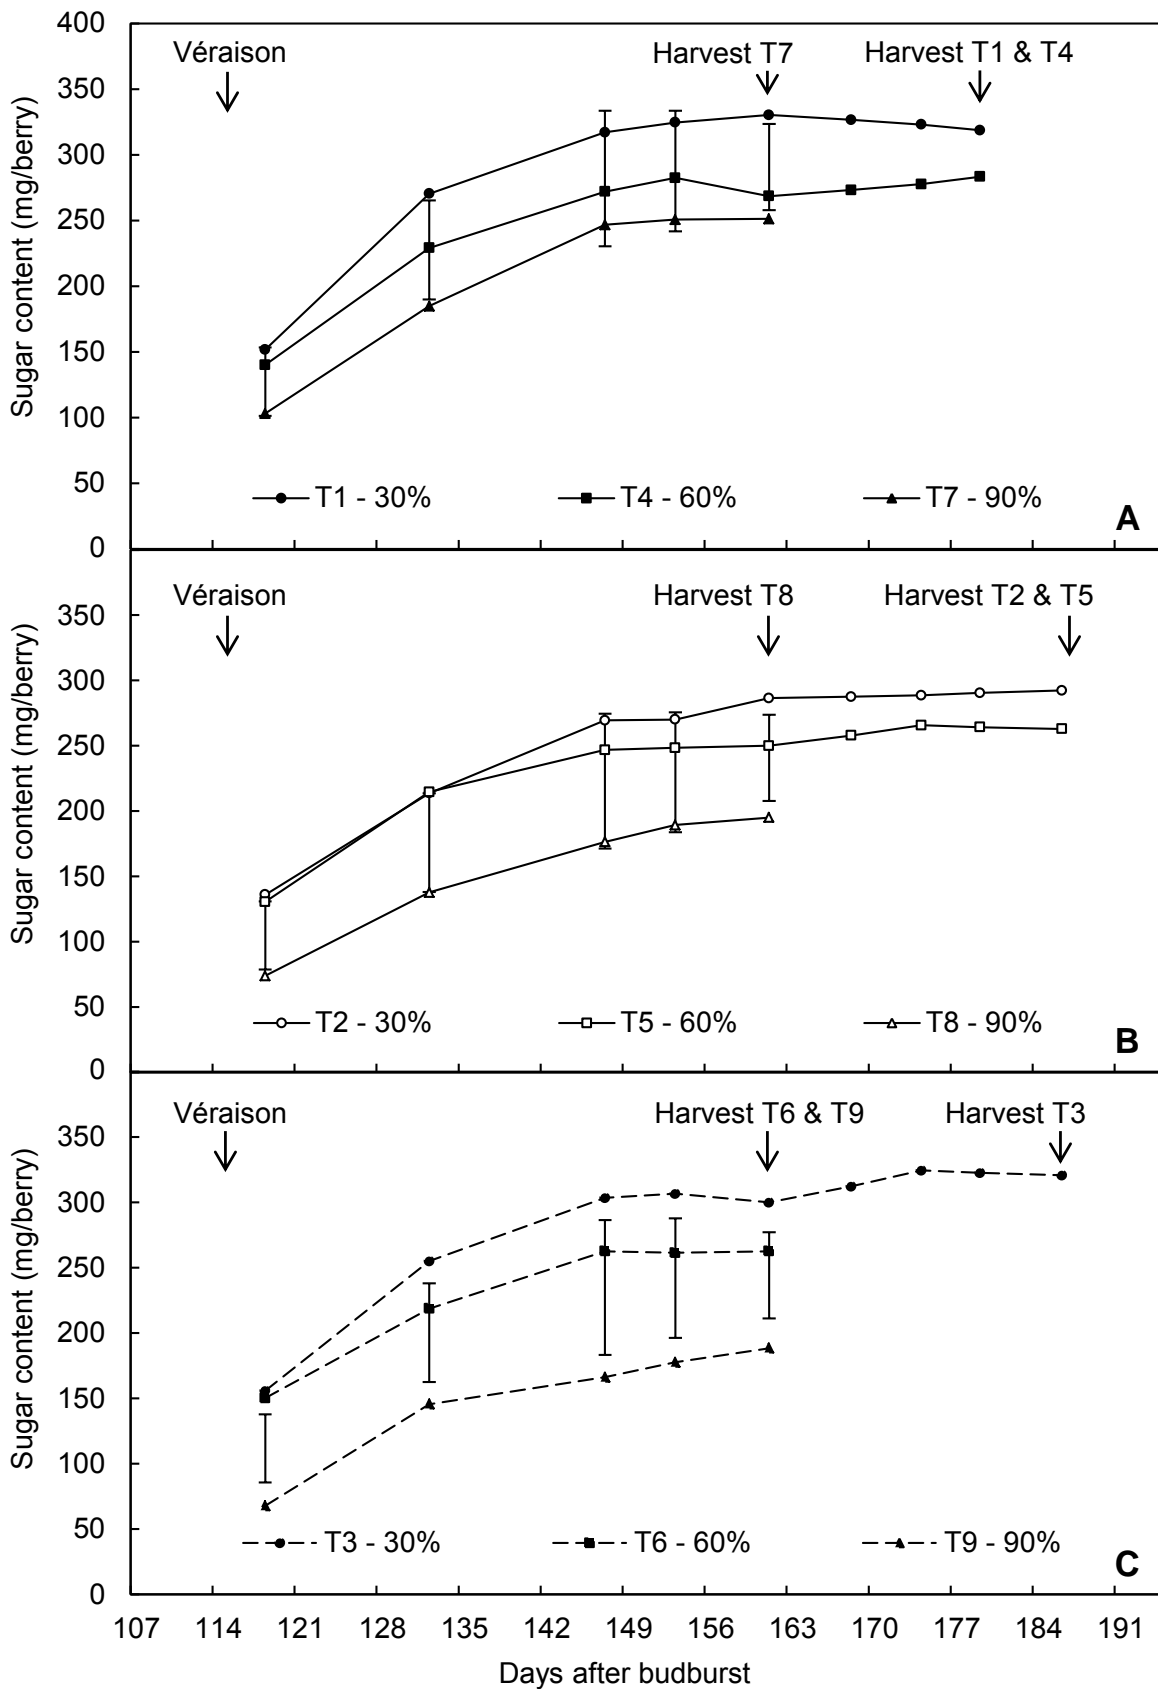 400
350
300
250
200
150
100
50
0
Sugar content (mg/berry)
Véraison
Harvest T7
Harvest T1 & T4
T1 - 30%
T4 - 60%
T7 - 90%
A
350
300
250
200
150
100
50
0
Sugar content (mg/berry)
Véraison
Harvest T8
Harvest T2 & T5
T2 - 30%
T5 - 60%
T8 - 90%
B
350
300
250
200
150
100
50
0
Sugar content (mg/berry)
Véraison
Harvest T6 & T9
Harvest T3
T3 - 30%
T6 - 60%
T9 - 90%
C
107 114 121 128 135 142 149 156 163 170 177 184 191
Days after budburst